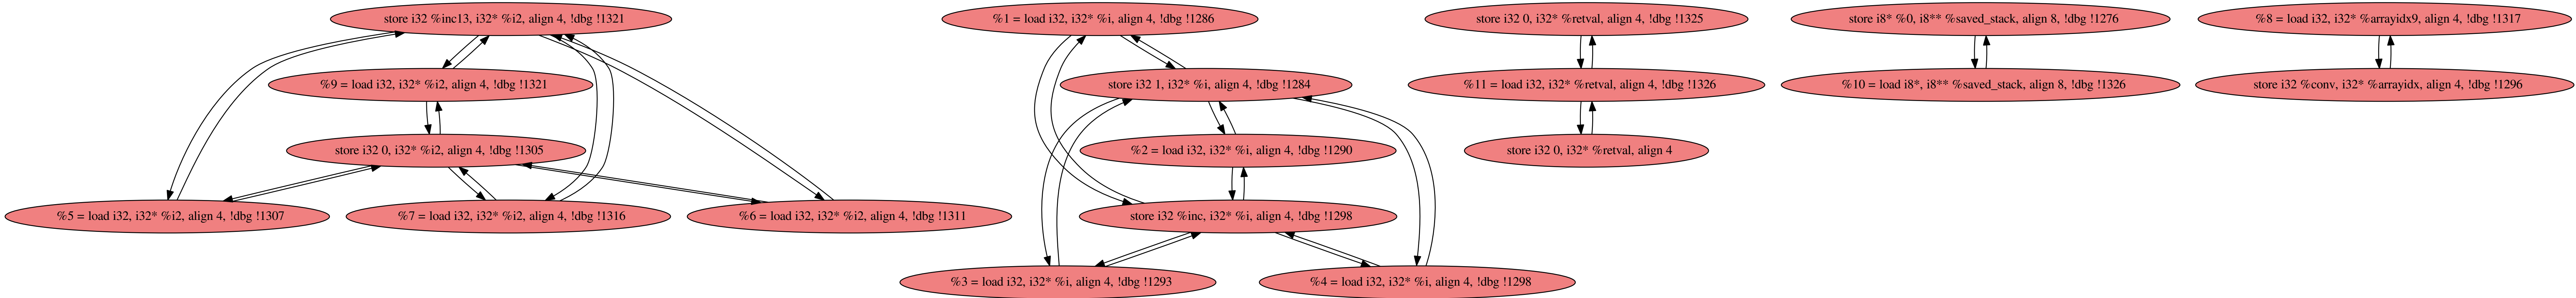 store i32 %inc13, i32* %i2, align 4, !dbg !1321
%9 = load i32, i32* %i2, align 4, !dbg !1321
store i32 0, i32* %i2, align 4, !dbg !1305
%5 = load i32, i32* %i2, align 4, !dbg !1307
%7 = load i32, i32* %i2, align 4, !dbg !1316
%6 = load i32, i32* %i2, align 4, !dbg !1311
%1 = load i32, i32* %i, align 4, !dbg !1286
store i32 1, i32* %i, align 4, !dbg !1284
%2 = load i32, i32* %i, align 4, !dbg !1290
store i32 %inc, i32* %i, align 4, !dbg !1298
%3 = load i32, i32* %i, align 4, !dbg !1293
%4 = load i32, i32* %i, align 4, !dbg !1298
store i32 0, i32* %retval, align 4, !dbg !1325
%11 = load i32, i32* %retval, align 4, !dbg !1326
store i32 0, i32* %retval, align 4
store i8* %0, i8** %saved_stack, align 8, !dbg !1276
%10 = load i8*, i8** %saved_stack, align 8, !dbg !1326
%8 = load i32, i32* %arrayidx9, align 4, !dbg !1317
store i32 %conv, i32* %arrayidx, align 4, !dbg !1296